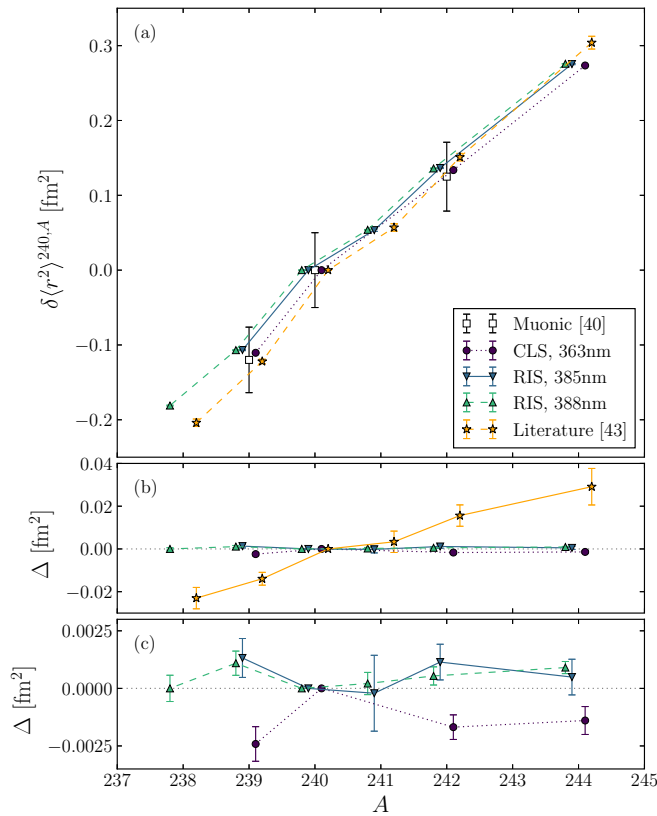 (a)
0.3
0.2
0.1
0.0
−0.1
−0.2
δ⟨r²⟩²⁴⁰,ᴬ [fm²]
Muonic [40]
CLS, 363nm
RIS, 385nm
RIS, 388nm
Literature [43]
(b)
0.04
0.02
0.00
−0.02
Δ [fm²]
(c)
0.0025
0.0000
−0.0025
Δ [fm²]
237 238 239 240 241 242 243 244 245
A